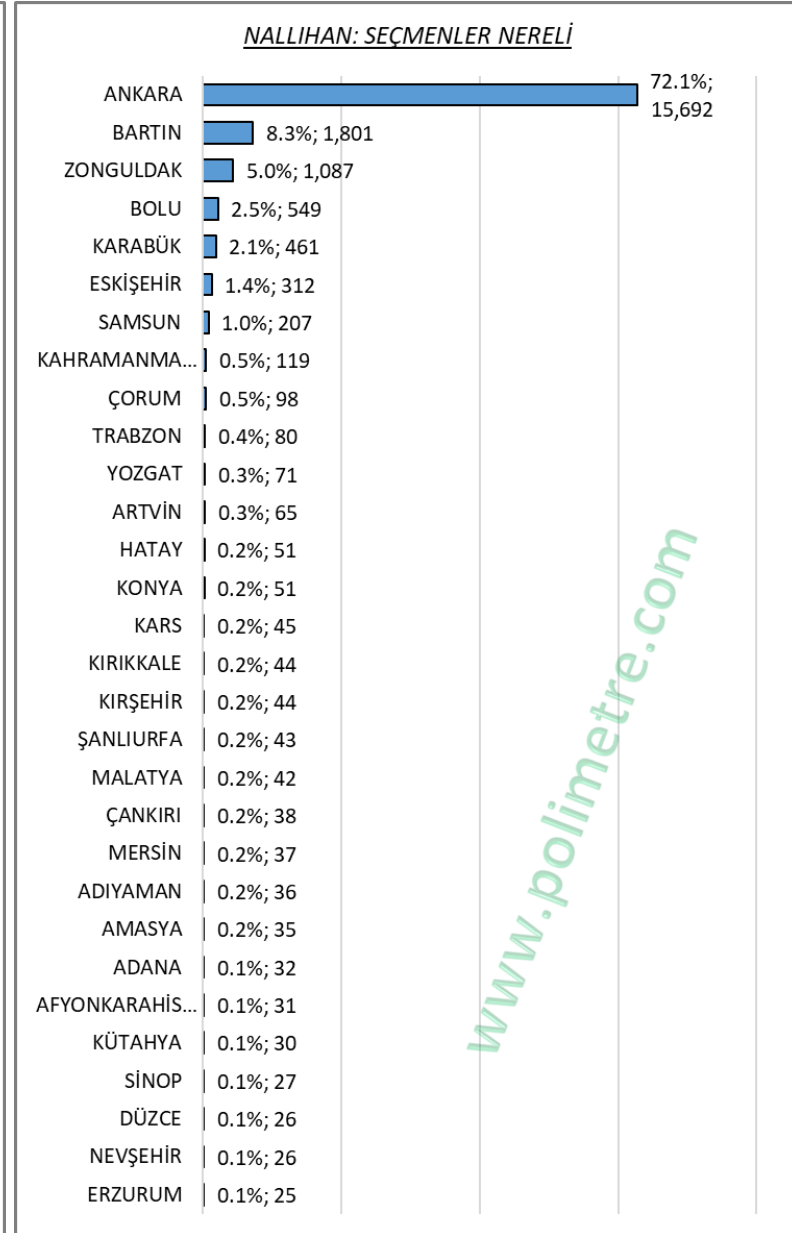 NALLIHAN: SEÇMENLER NERELİ
ANKARA 72.1%;
15,692
BARTIN 8.3%; 1,801
ZONGULDAK 5.0%; 1,087
BOLU 2.5%; 549
KARABÜK 2.1%; 461
ESKİŞEHİR 1.4%; 312
SAMSUN 1.0%; 207
KAHRAMANMA... 0.5%; 119
ÇORUM 0.5%; 98
TRABZON 0.4%; 80
YOZGAT 0.3%; 71
ARTVİN 0.3%; 65
HATAY 0.2%; 51
KONYA 0.2%; 51
KARS 0.2%; 45
KIRIKKALE 0.2%; 44
KIRŞEHİR 0.2%; 44
ŞANLIURFA 0.2%; 43
MALATYA 0.2%; 42
ÇANKIRI 0.2%; 38
MERSİN 0.2%; 37
ADIYAMAN 0.2%; 36
AMASYA 0.2%; 35
ADANA 0.1%; 32
AFYONKARAHİS... 0.1%; 31
KÜTAHYA 0.1%; 30
SİNOP 0.1%; 27
DÜZCE 0.1%; 26
NEVŞEHİR 0.1%; 26
ERZURUM 0.1%; 25
www.polimetre.com